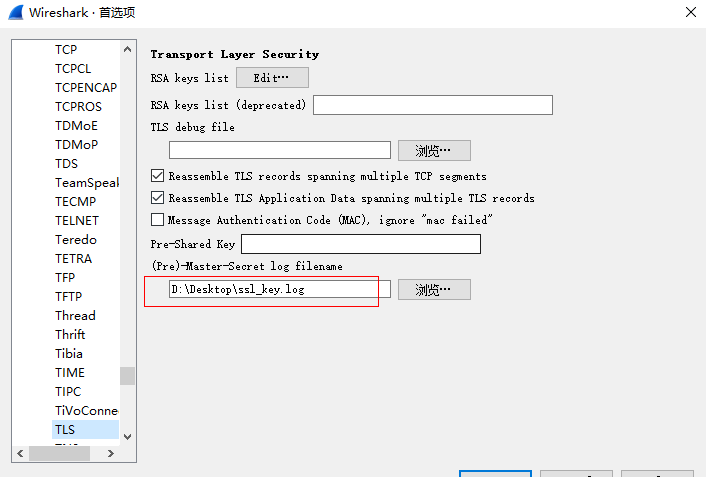 Wireshark · 首选项
TCP
TCPCL
TCPENCAP
TCPROS
TDMoE
TDMoP
TDS
TeamSpeak
TECMP
TELNET
Teredo
TETRA
TFP
TFTP
Thread
Thrift
Tibia
TIME
TIPC
TiVoConne
TLS
Transport Layer Security
RSA keys list Edit…
RSA keys list (deprecated)
TLS debug file
浏览…
Reassemble TLS records spanning multiple TCP segments
Reassemble TLS Application Data spanning multiple TLS records
Message Authentication Code (MAC), ignore "mac failed"
Pre-Shared Key
(Pre)-Master-Secret log filename
D:\Desktop\ssl_key.log 浏览…